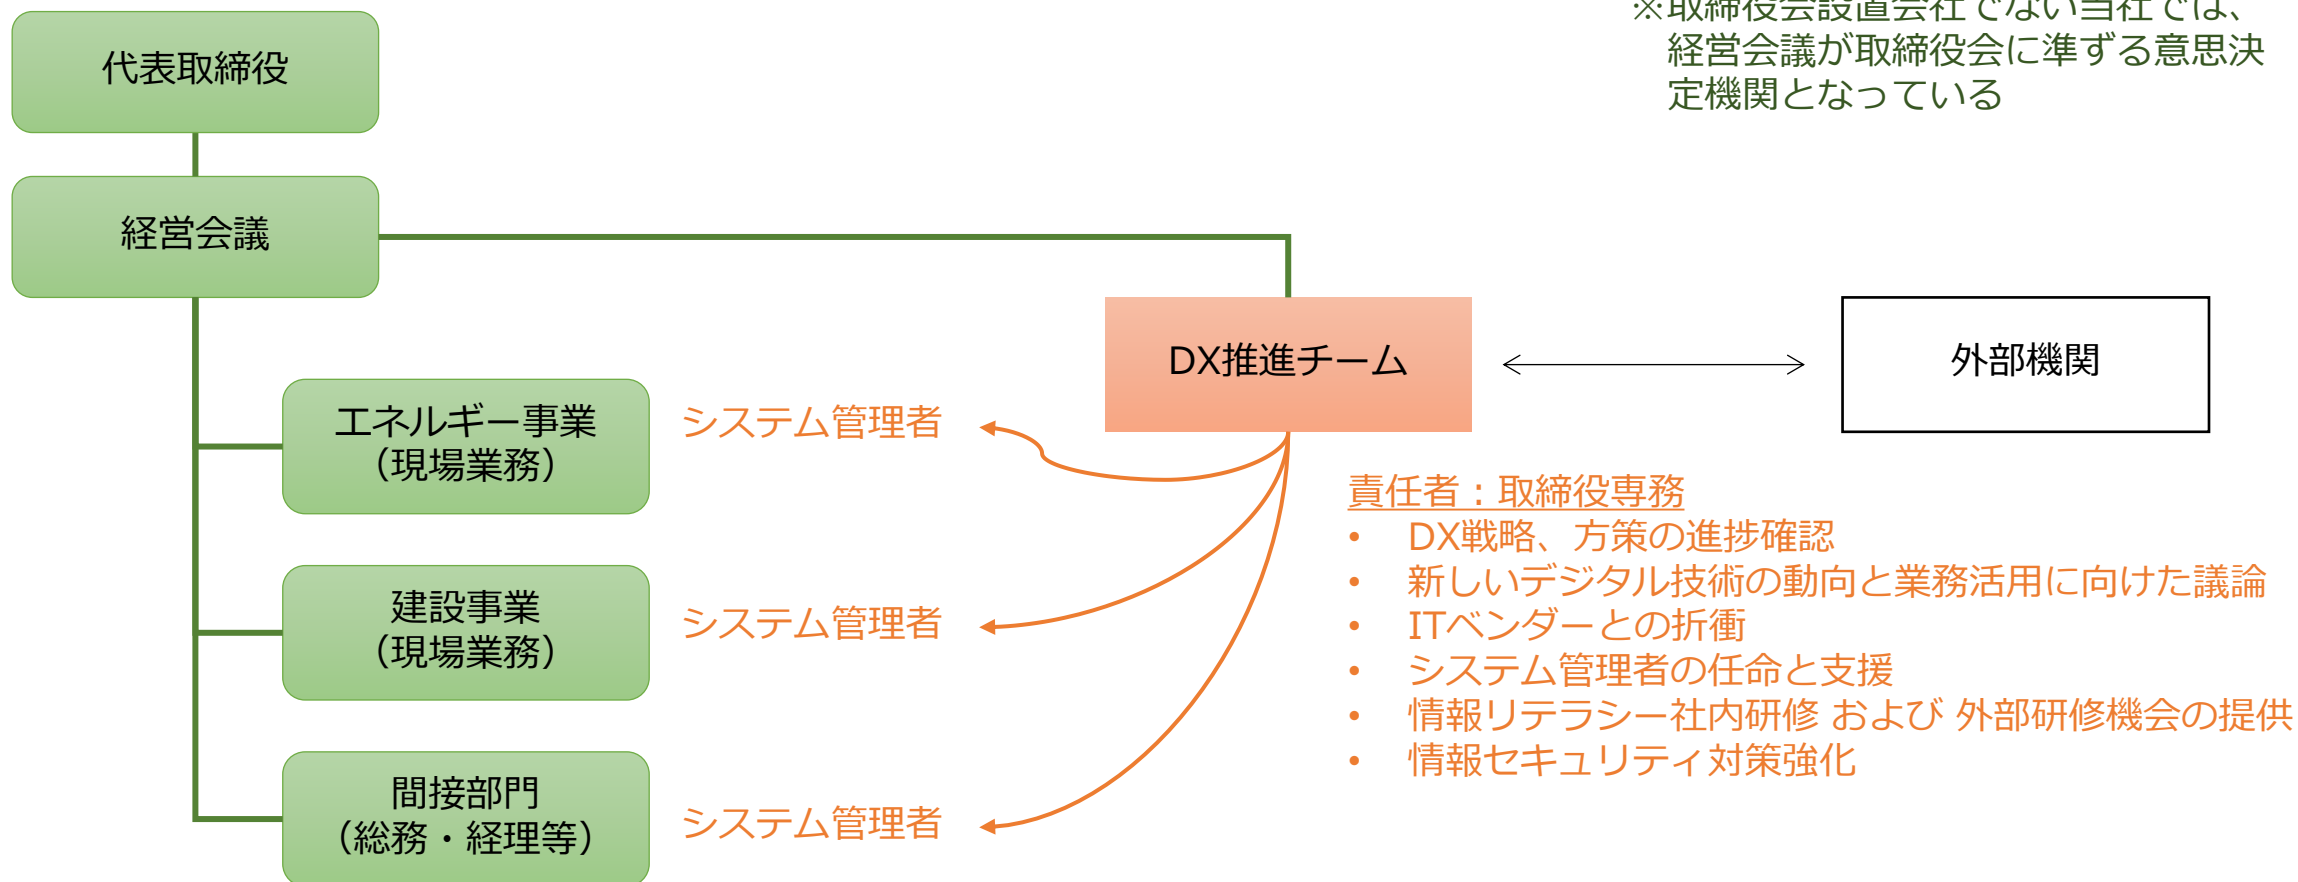 ※取締役会設置会社でない当社では、
経営会議が取締役会に準ずる意思決
定機関となっている
代表取締役
経営会議
DX推進チーム
外部機関
エネルギー事業
（現場業務）
システム管理者
建設事業
（現場業務）
システム管理者
間接部門
（総務・経理等）
システム管理者
責任者：取締役専務
• DX戦略、方策の進捗確認
• 新しいデジタル技術の動向と業務活用に向けた議論
• ITベンダーとの折衝
• システム管理者の任命と支援
• 情報リテラシー社内研修 および 外部研修機会の提供
• 情報セキュリティ対策強化